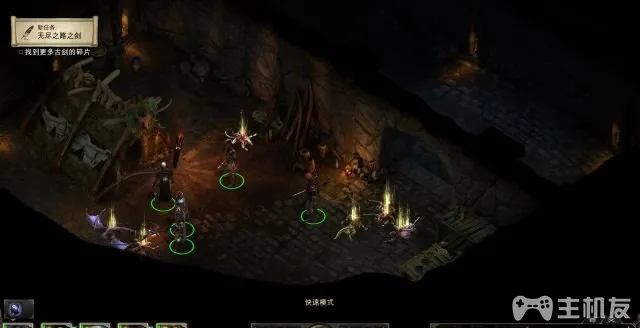 新任务:
无尽之路之剑
□ 找到更多古剑的碎片
快速模式
主机友